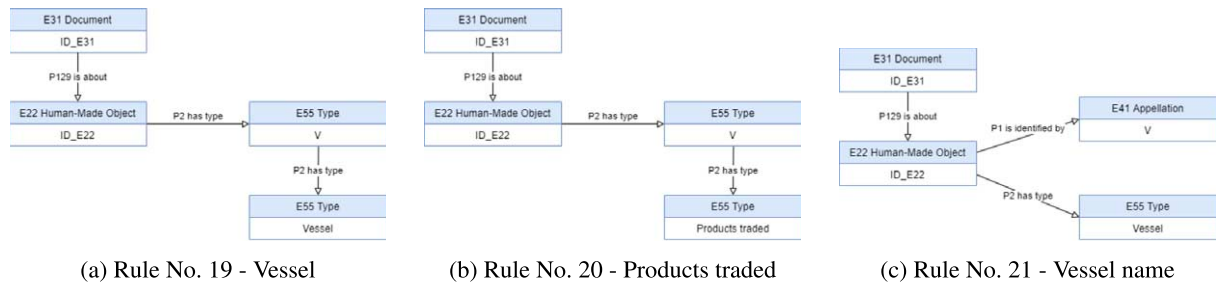 E31 Document
ID_E31
P129 is about
E22 Human-Made Object
ID_E22
P2 has type
E55 Type
V
P2 has type
E55 Type
Vessel
(a) Rule No. 19 - Vessel
E31 Document
ID_E31
P129 is about
E22 Human-Made Object
ID_E22
P2 has type
E55 Type
V
P2 has type
E55 Type
Products traded
(b) Rule No. 20 - Products traded
E31 Document
ID_E31
P129 is about
E22 Human-Made Object
ID_E22
P1 is identified by
E41 Appellation
V
P2 has type
E55 Type
Vessel
(c) Rule No. 21 - Vessel name